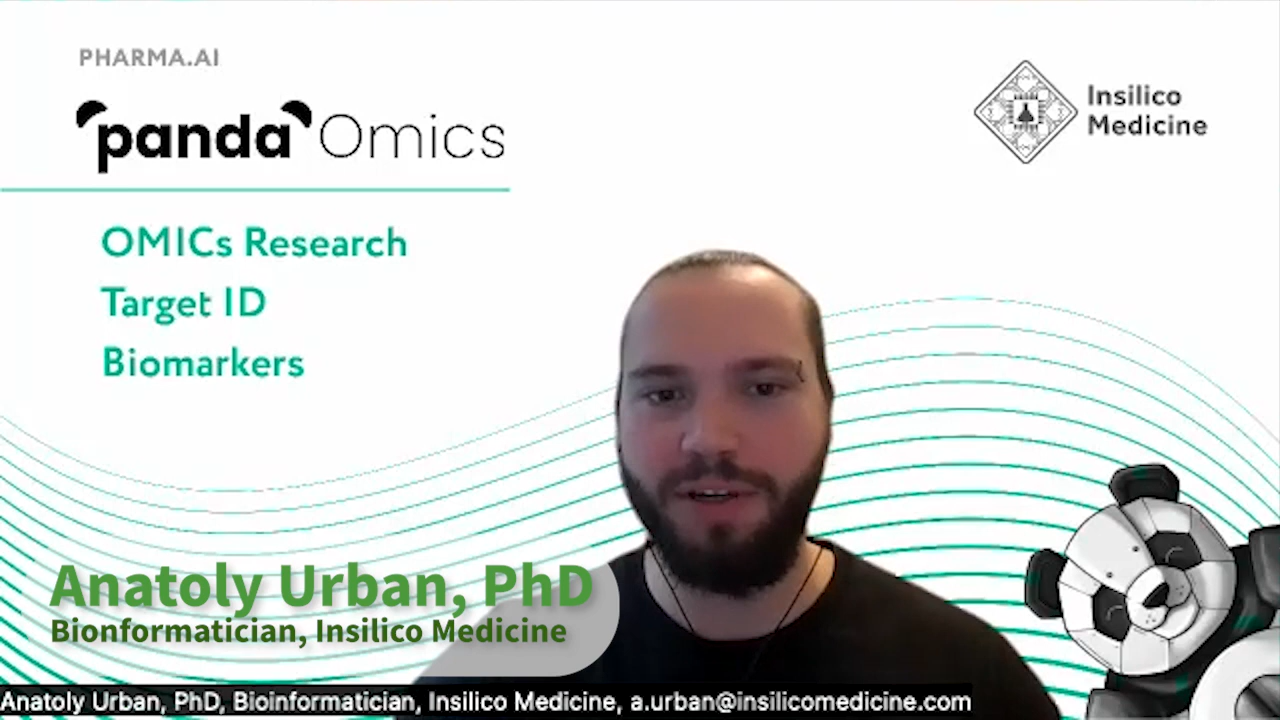 PHARMA.AI
panda Omics
Insilico
Medicine
OMICs Research
Target ID
Biomarkers
Anatoly Urban, PhD
Bionformatician, Insilico Medicine
Anatoly Urban, PhD, Bioinformatician, Insilico Medicine, a.urban@insilicomedicine.com